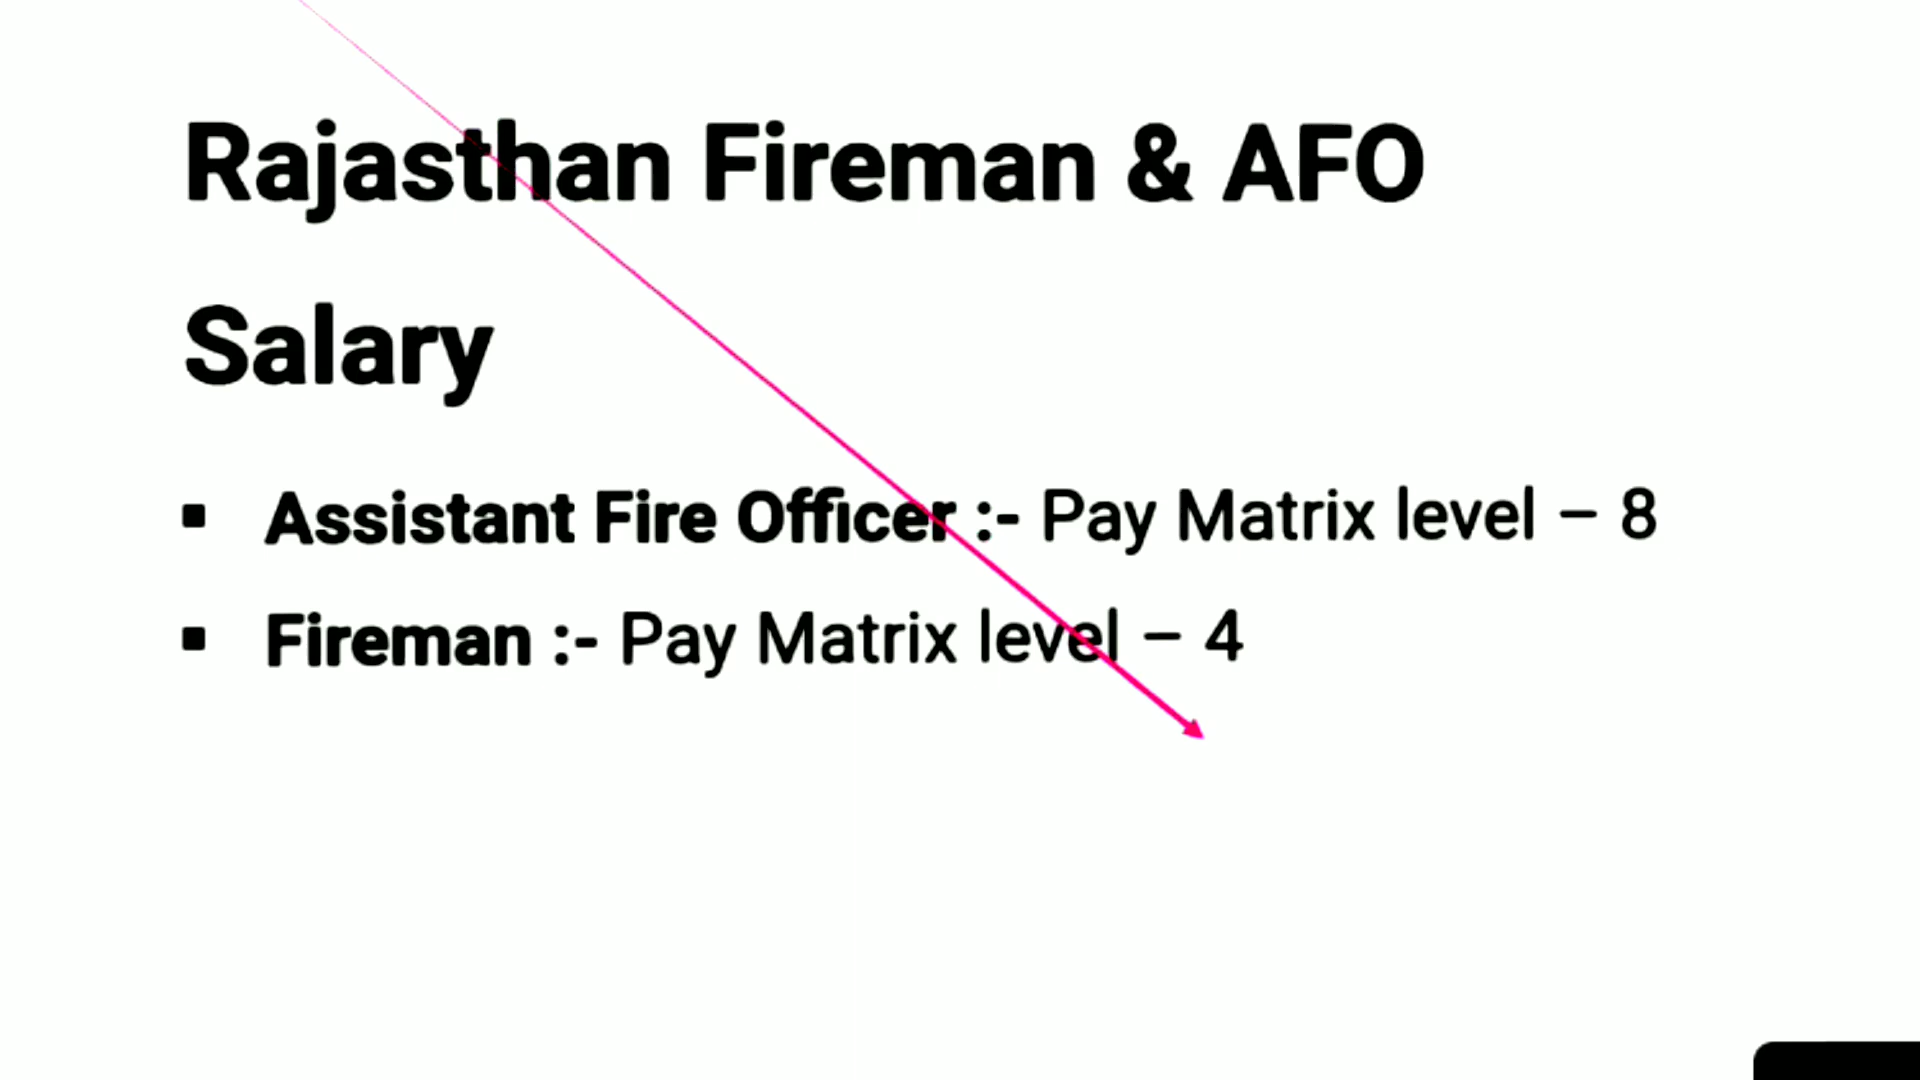 Rajasthan Fireman & AFO
Salary
▪ Assistant Fire Officer :- Pay Matrix level – 8
▪ Fireman :- Pay Matrix level – 4